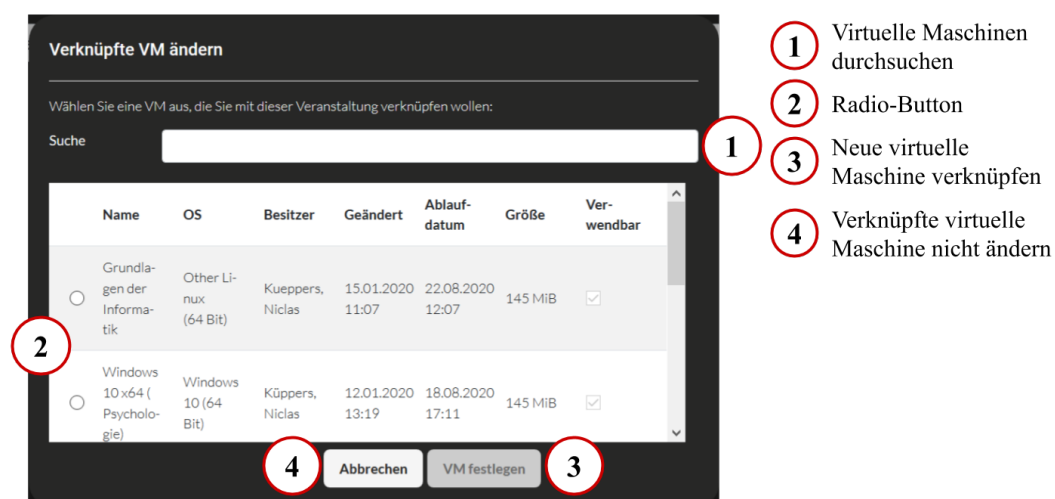 Verknüpfte VM ändern
Wählen Sie eine VM aus, die Sie mit dieser Veranstaltung verknüpfen wollen:
Suche
1
Name OS Besitzer Geändert Ablauf-
datum Größe Ver-
wendbar
Grundla-
gen der
Informa-
tik
Other Li-
nux
(64 Bit)
Kueppers,
Niclas
15.01.2020
11:07
22.08.2020
12:07
145 MiB
2
Windows
10 x64 (
Psycholo-
gie)
Windows
10 (64
Bit)
Küppers,
Niclas
12.01.2020
13:19
18.08.2020
17:11
145 MiB
4
Abbrechen
VM festlegen
3
1 Virtuelle Maschinen
durchsuchen
2 Radio-Button
3 Neue virtuelle
Maschine verknüpfen
4 Verknüpfte virtuelle
Maschine nicht ändern